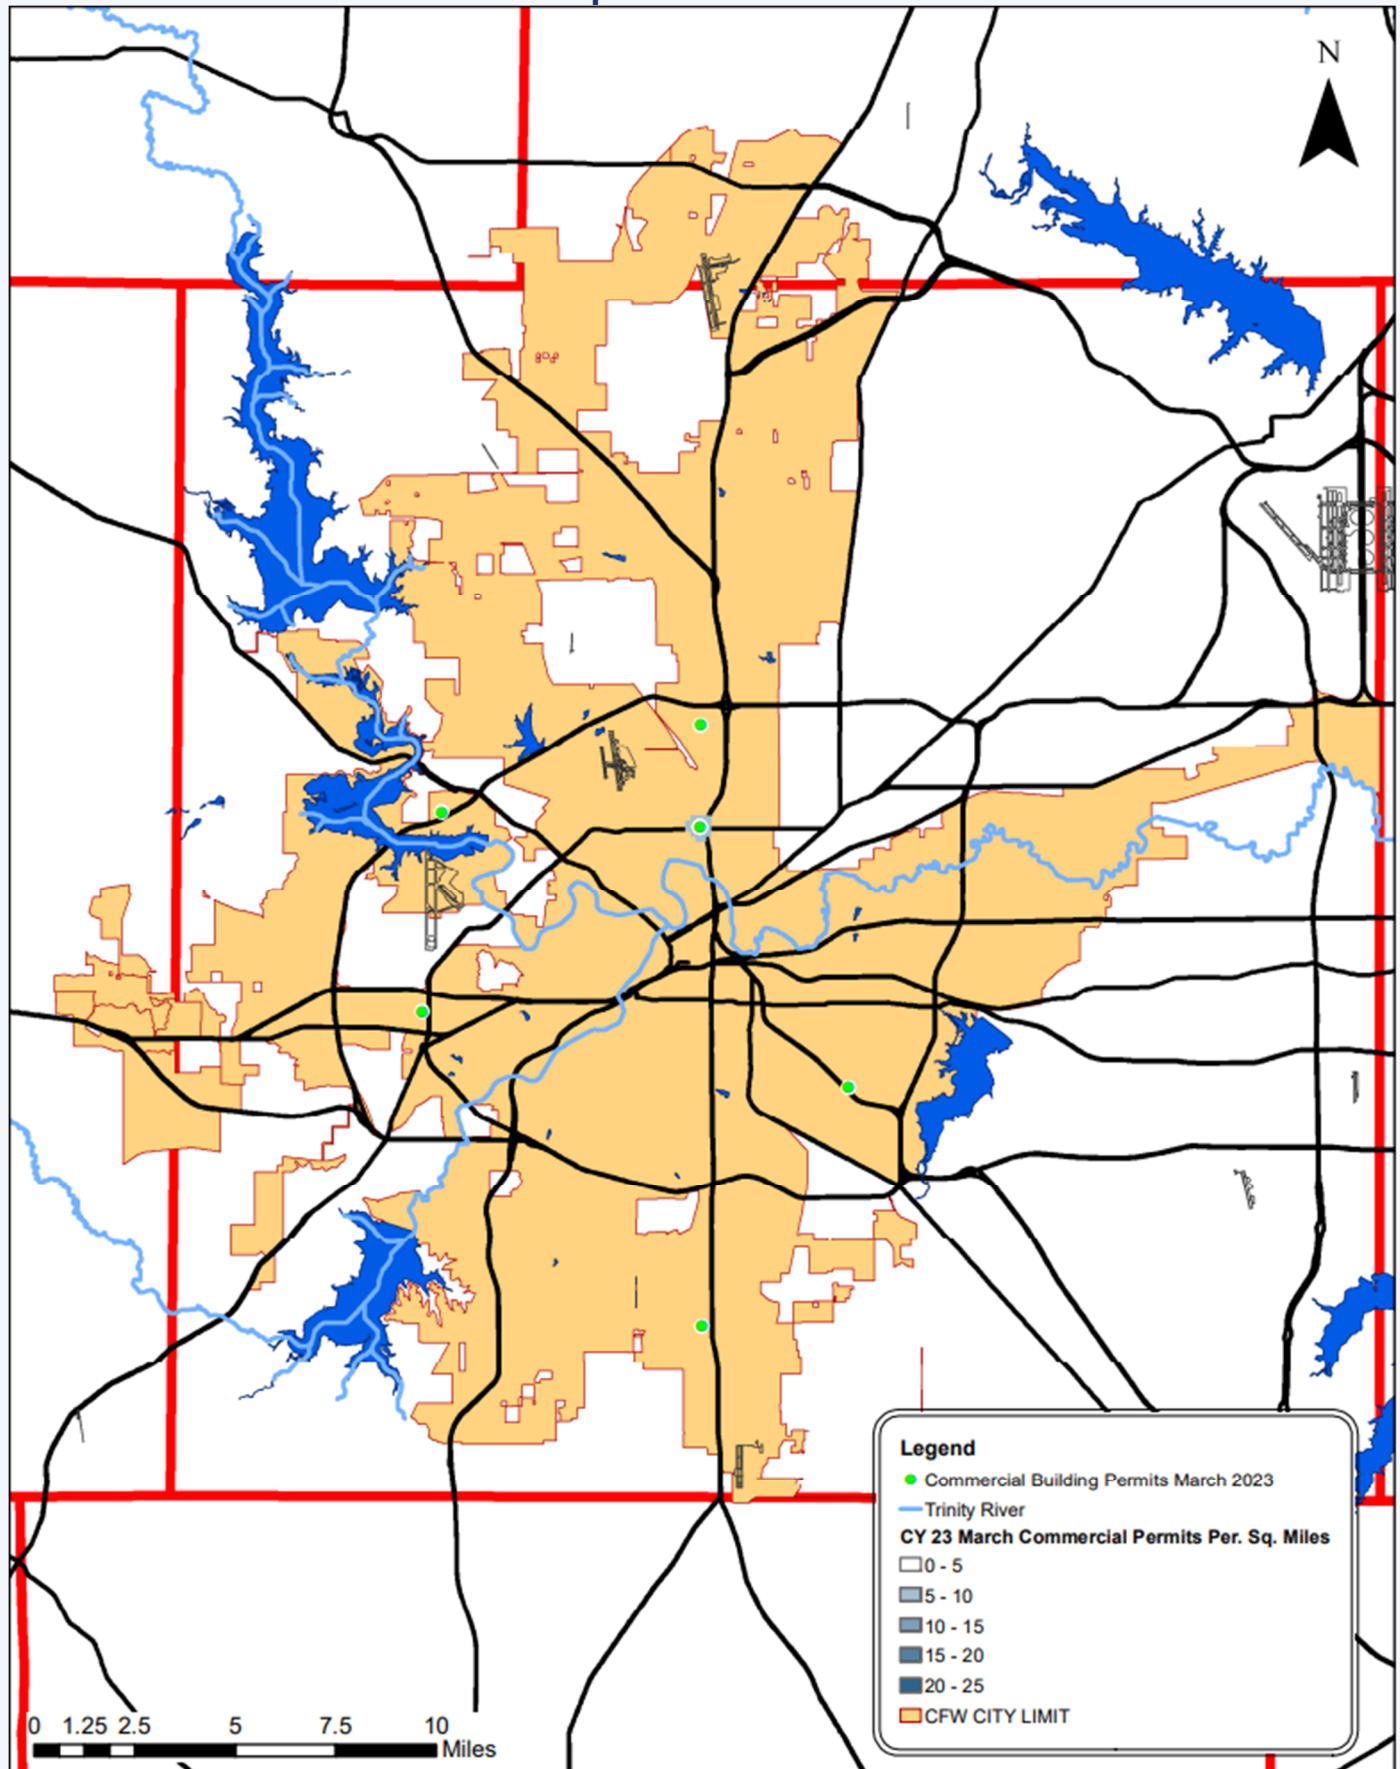 N
Legend
Commercial Building Permits March 2023
Trinity River
CY 23 March Commercial Permits Per. Sq. Miles
0 - 5
5 - 10
10 - 15
15 - 20
20 - 25
CFW CITY LIMIT
0 1.25 2.5 5 7.5 10
Miles